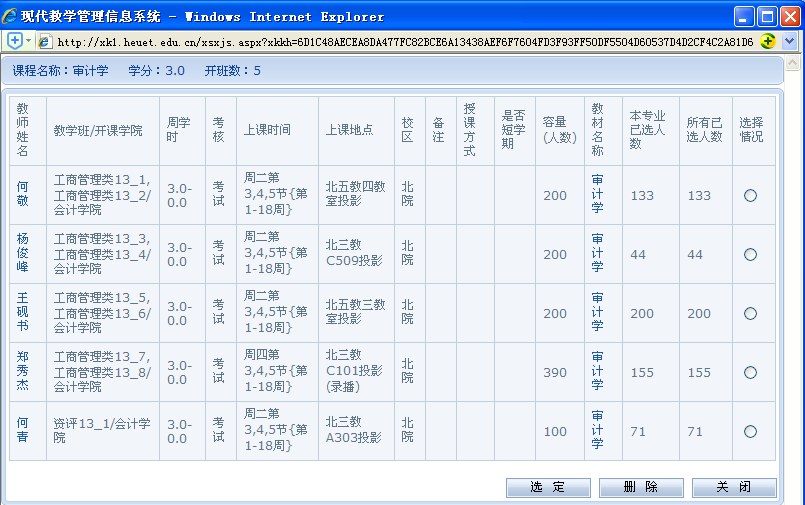 现代教学管理信息系统 - Windows Internet Explorer
http://xk1.heuet.edu.cn/xsxjs.aspx?xkkh=6D1C48AECEA8DA477FC82BCE6A13438AEF6F7604FD3F93FF50DF5504D60537D4D2CF4C2A81D6
课程名称：审计学 学分：3.0 开班数：5
教师姓名 教学班/开课学院 周学时 考核 上课时间 上课地点 校区 备注 授课方式 是否短学期 容量(人数) 教材名称 本专业已选人数 所有已选人数 选择情况
何敬 工商管理类13_1,工商管理类13_2/会计学院 3.0-0.0 考试 周二第3,4,5节{第1-18周} 北五教四教室投影 北院 200 审计学 133 133
杨俊峰 工商管理类13_3,工商管理类13_4/会计学院 3.0-0.0 考试 周二第3,4,5节{第1-18周} 北三教C509投影 北院 200 审计学 44 44
王砚书 工商管理类13_5,工商管理类13_6/会计学院 3.0-0.0 考试 周二第3,4,5节{第1-18周} 北五教三教室投影 北院 200 审计学 200 200
郑秀杰 工商管理类13_7,工商管理类13_8/会计学院 3.0-0.0 考试 周四第3,4,5节{第1-18周} 北三教C101投影(录播) 北院 390 审计学 155 155
何青 资评13_1/会计学院 3.0-0.0 考试 周二第3,4,5节{第1-18周} 北三教A303投影 北院 100 审计学 71 71
选 定 删 除 关 闭